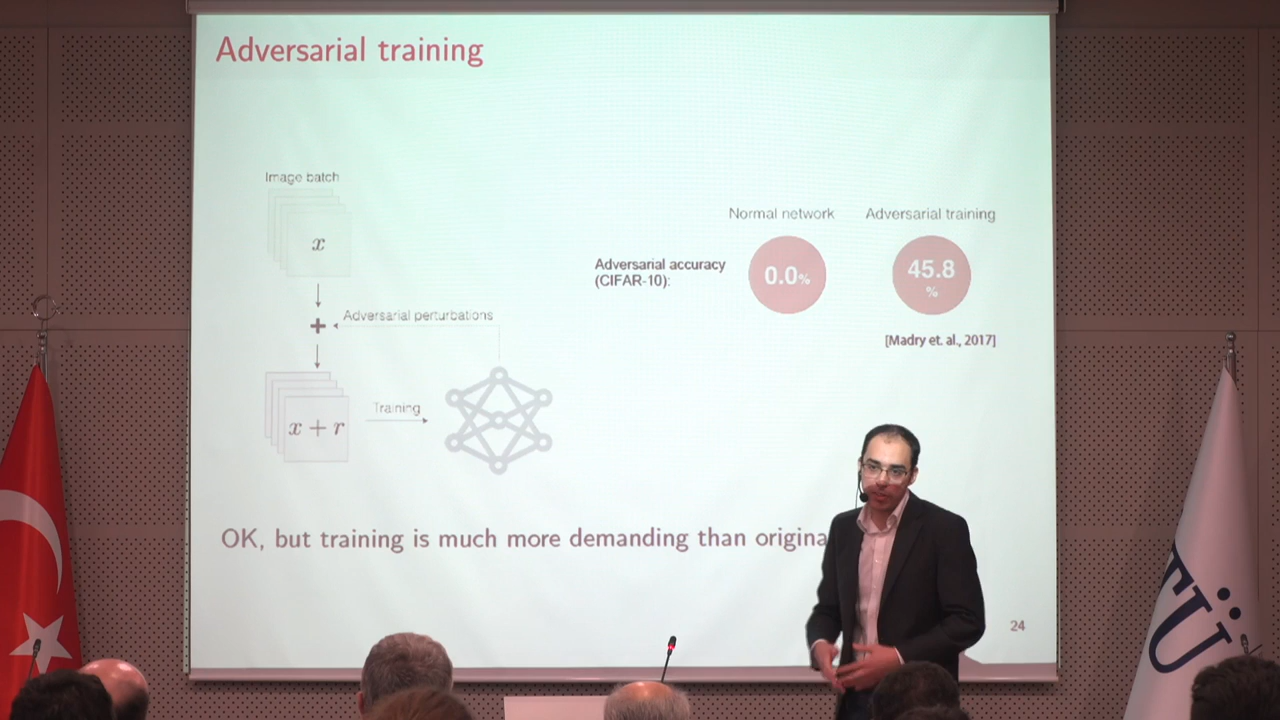 Adversarial training
Image batch
x
+
Adversarial perturbations
x + r
Training
Normal network
Adversarial training
Adversarial accuracy
(CIFAR-10):
0.0%
45.8
%
[Madry et. al., 2017]
OK, but training is much more demanding than
24
TÜ